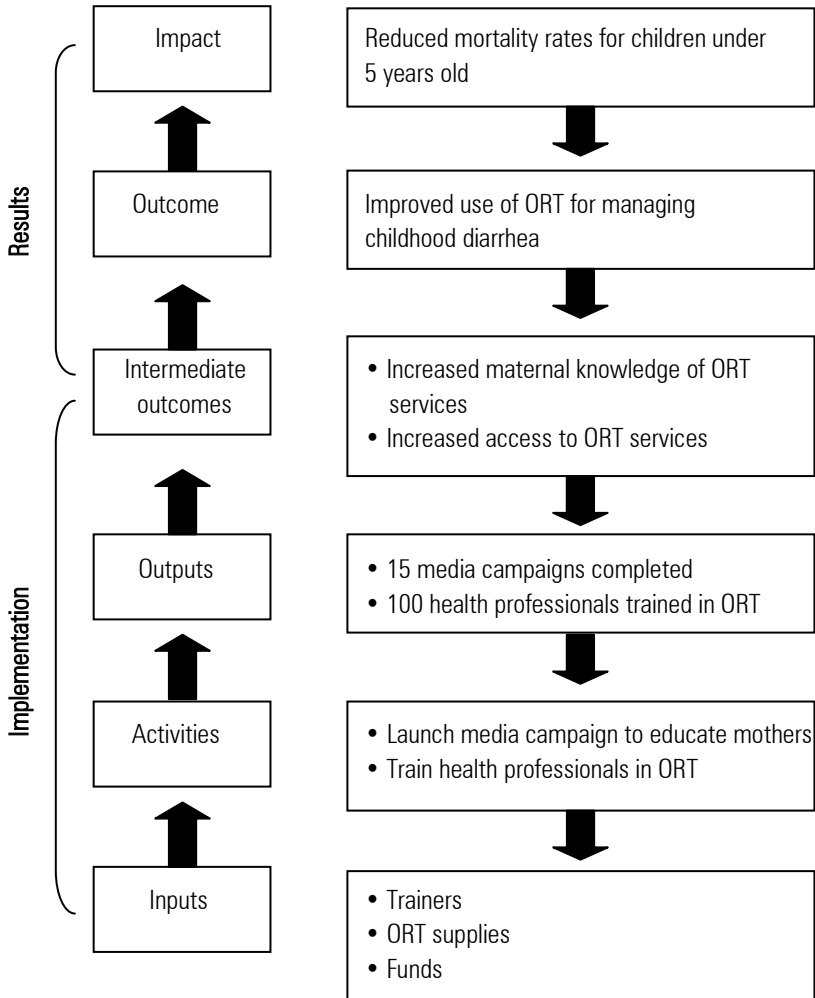 Impact
Reduced mortality rates for children under
5 years old
Results
Outcome
Improved use of ORT for managing
childhood diarrhea
Intermediate
outcomes
• Increased maternal knowledge of ORT
services
• Increased access to ORT services
Implementation
Outputs
• 15 media campaigns completed
• 100 health professionals trained in ORT
Activities
• Launch media campaign to educate mothers
• Train health professionals in ORT
Inputs
• Trainers
• ORT supplies
• Funds